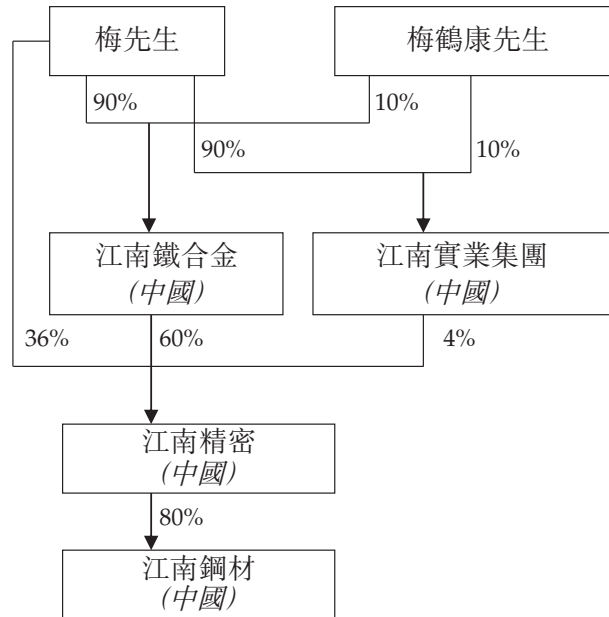 梅先生
梅鶴康先生
90%
10%
90%
10%
江南鐵合金
(中國)
江南實業集團
(中國)
36%
60%
4%
江南精密
(中國)
80%
江南鋼材
(中國)